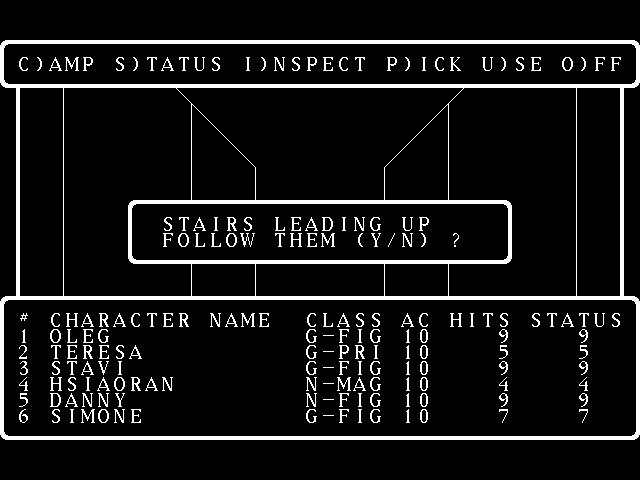 C)AMP S)TATUS I)NSPECT P)ICK U)SE O)FF
STAIRS LEADING UP
FOLLOW THEM (Y/N) ?
# CHARACTER NAME CLASS AC HITS STATUS
1 OLEG G-FIG 10 9 9
2 TERESA G-PRI 10 5 5
3 STAVI G-FIG 10 9 9
4 HSIAORAN N-MAG 10 4 4
5 DANNY N-FIG 10 9 9
6 SIMONE G-FIG 10 7 7